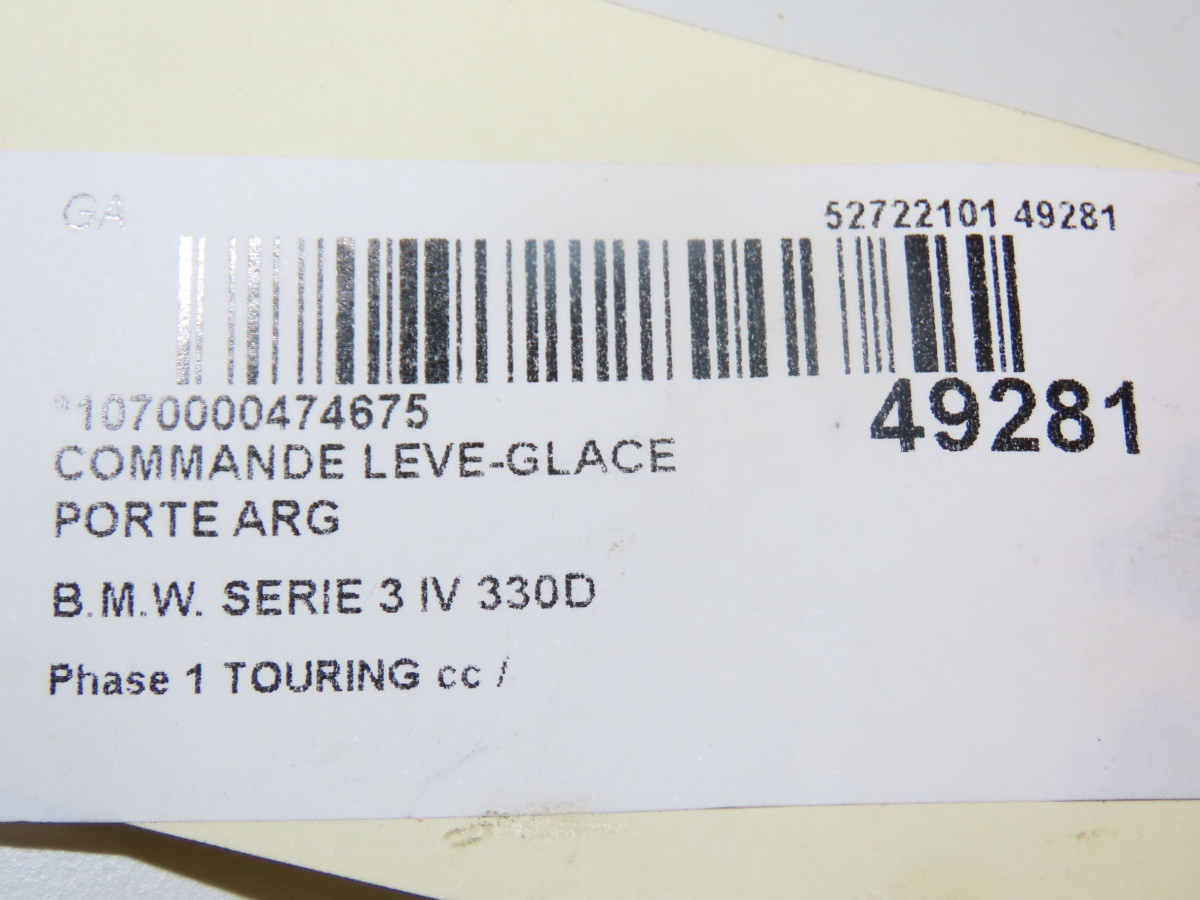 GA
52722101 49281
*1070000474675
49281
COMMANDE LEVE-GLACE
PORTE ARG
B.M.W. SERIE 3 IV 330D
Phase 1 TOURING cc /